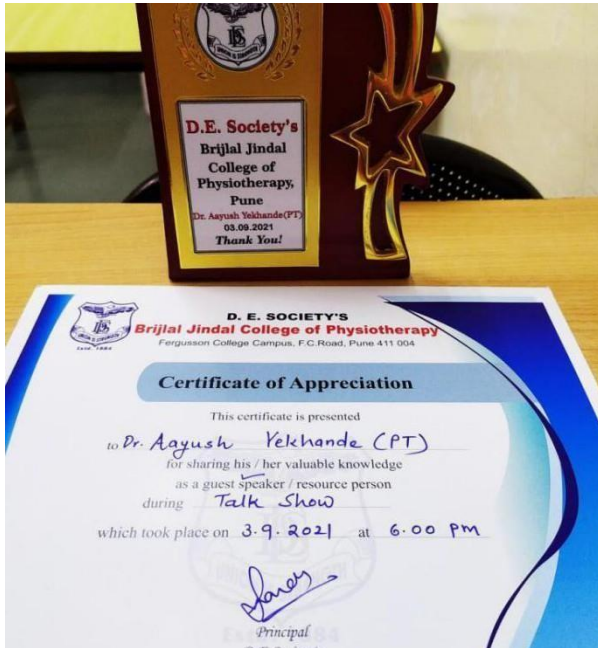 D.E. Society's
Brijlal Jindal
College of
Physiotherapy,
Pune
Dr. Aayush Yekhande(PT)
03.09.2021
Thank You!
D. E. SOCIETY'S
Brijlal Jindal College of Physiotherapy
Fergusson College Campus, F.C.Road, Pune 411 004
Estd. 1884
Certificate of Appreciation
This certificate is presented
to Dr. Aayush Yekhande (PT)
for sharing his / her valuable knowledge
as a guest speaker / resource person
during Talk Show
which took place on 3.9.2021 at 6.00 PM
Principal